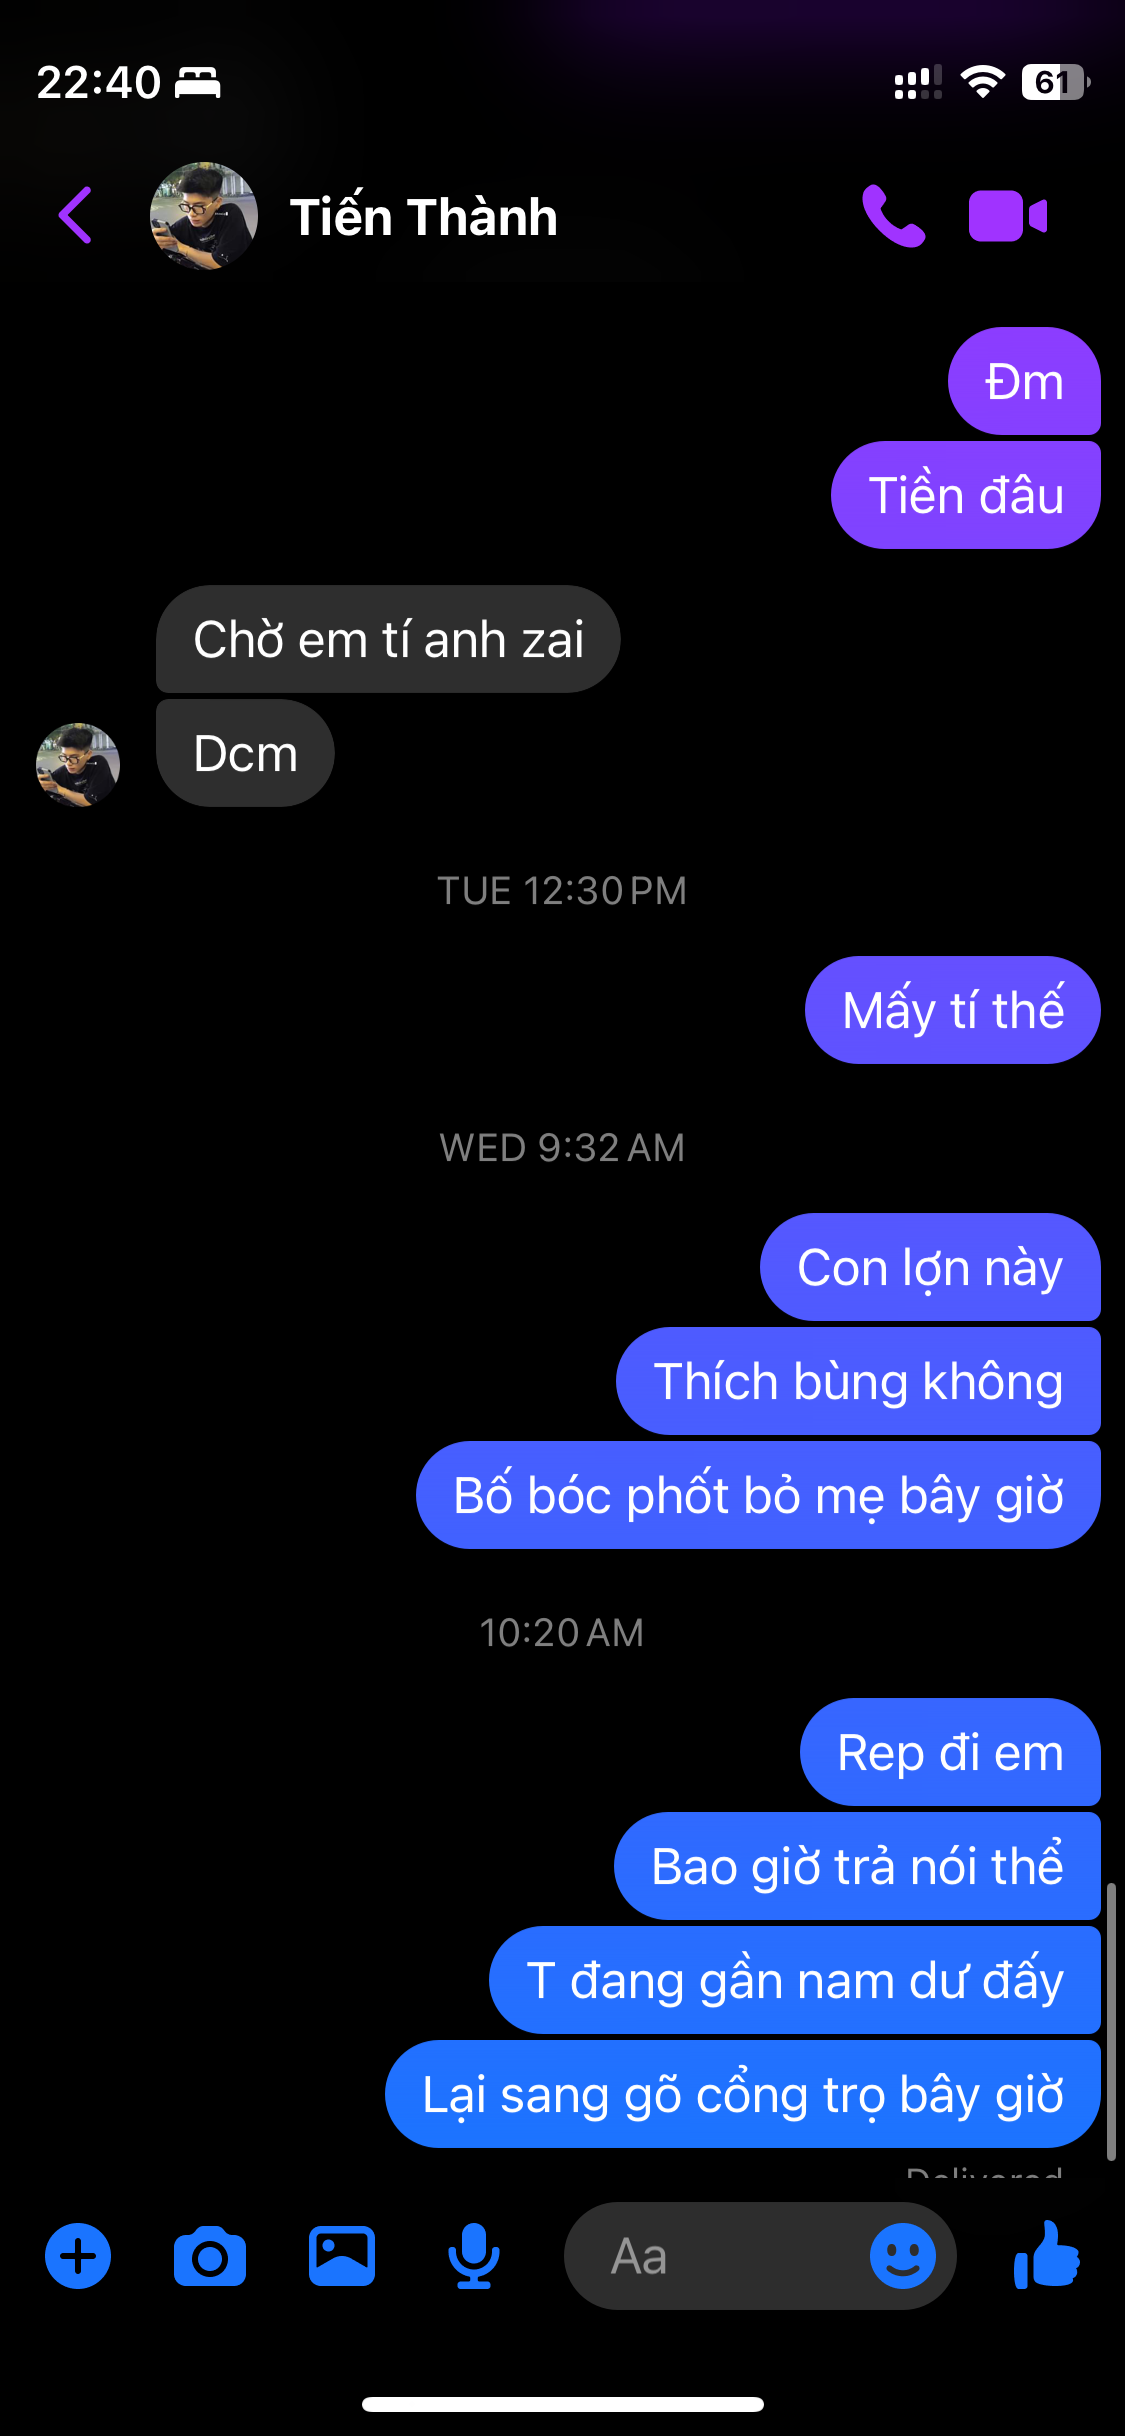 22:40
61
Tiến Thành
Đm
Tiền đâu
Chờ em tí anh zai
Dcm
TUE 12:30 PM
Mấy tí thế
WED 9:32 AM
Con lợn này
Thích bùng không
Bố bóc phốt bỏ mẹ bây giờ
10:20 AM
Rep đi em
Bao giờ trả nói thể
T đang gần nam dư đấy
Lại sang gõ cổng trọ bây giờ
Delivered
Aa